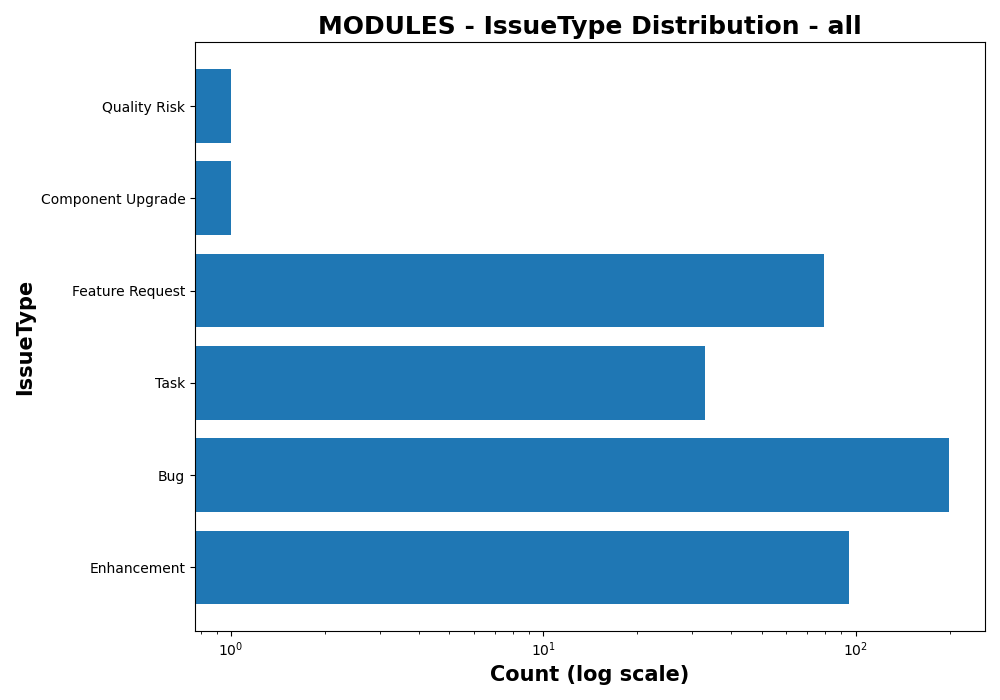 MODULES - IssueType Distribution - all
Quality Risk
Component Upgrade
Feature Request
Task
Bug
Enhancement
IssueType
10⁰
10¹
10²
Count (log scale)